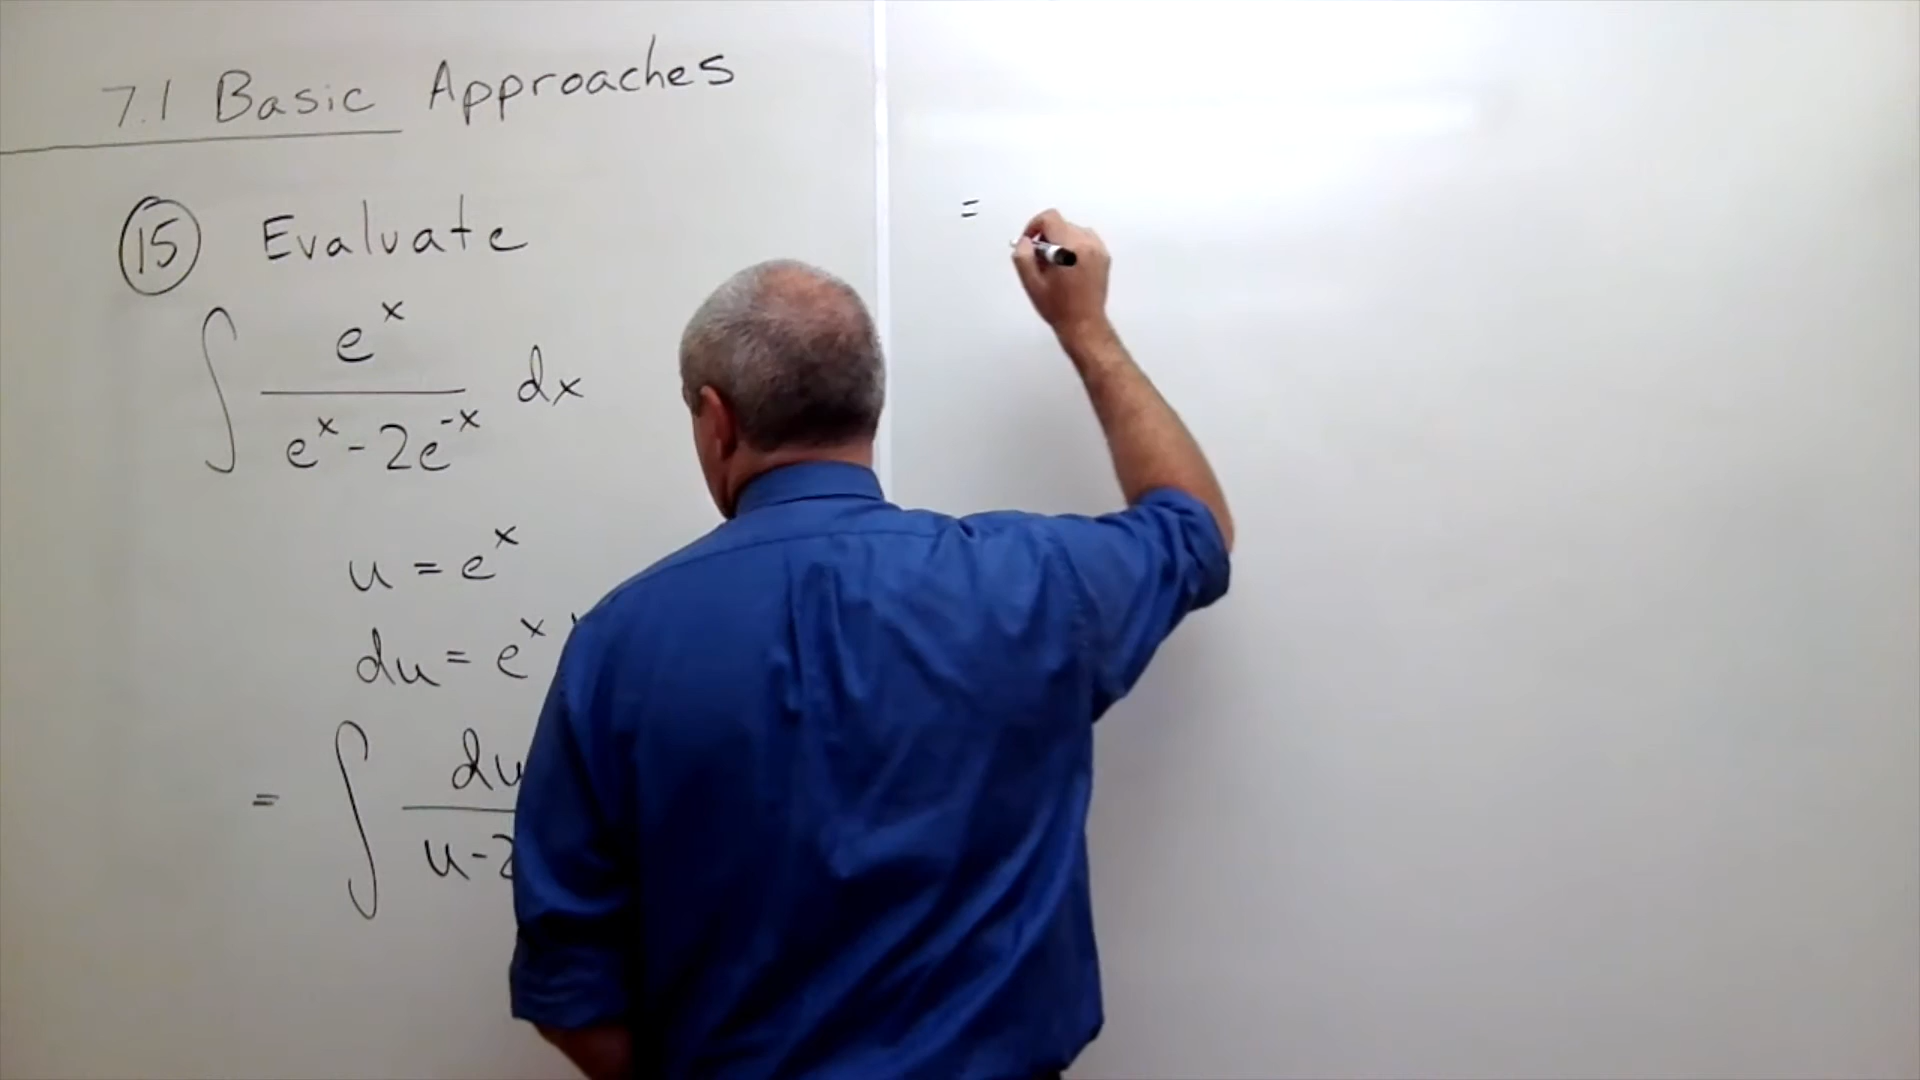 7.1 Basic Approaches
15 Evaluate
∫ e^x / (e^x - 2e^-x) dx
u = e^x
du = e^x
= ∫ du / u-2
=